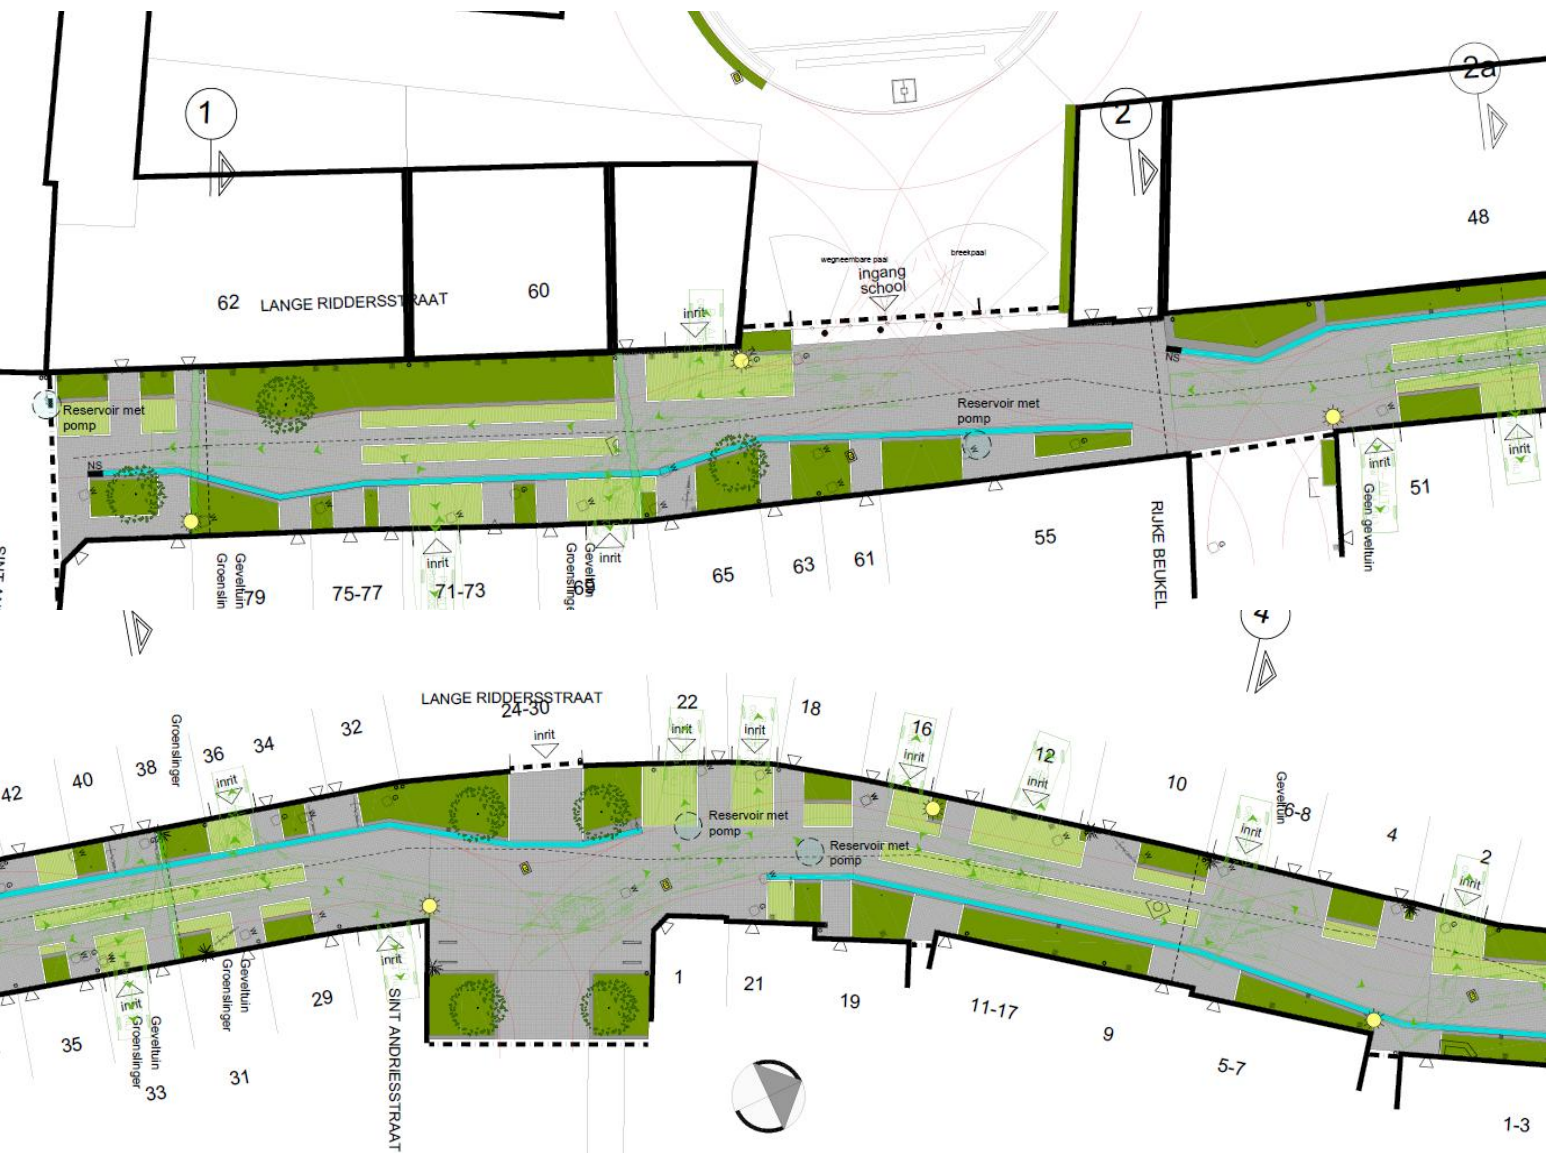 1
2
2a
48
62
LANGE RIDDERSSTRAAT
60
wegneembare paal
breekpaal
ingang
school
inrit
Reservoir met
pomp
Reservoir met
pomp
NS
NS
inrit
inrit
inrit
inrit
Geveltuin
79
75-77
71-73
69
65
63
61
55
RIJKE BEUKEL
Geen geveltuin
51
4
LANGE RIDDERSSTRAAT
24-30
22
18
16
12
10
6-8
4
2
42
40
38
Groenslinger
36
34
32
inrit
inrit
inrit
inrit
inrit
inrit
Geveltuin
inrit
inrit
Reservoir met
pomp
Reservoir met
pomp
inrit
inrit
35
Geveltuin
Groenslinger
33
Geveltuin
Groenslinger
31
29
SINT ANDRIESSTRAAT
1
21
19
11-17
9
5-7
1-3